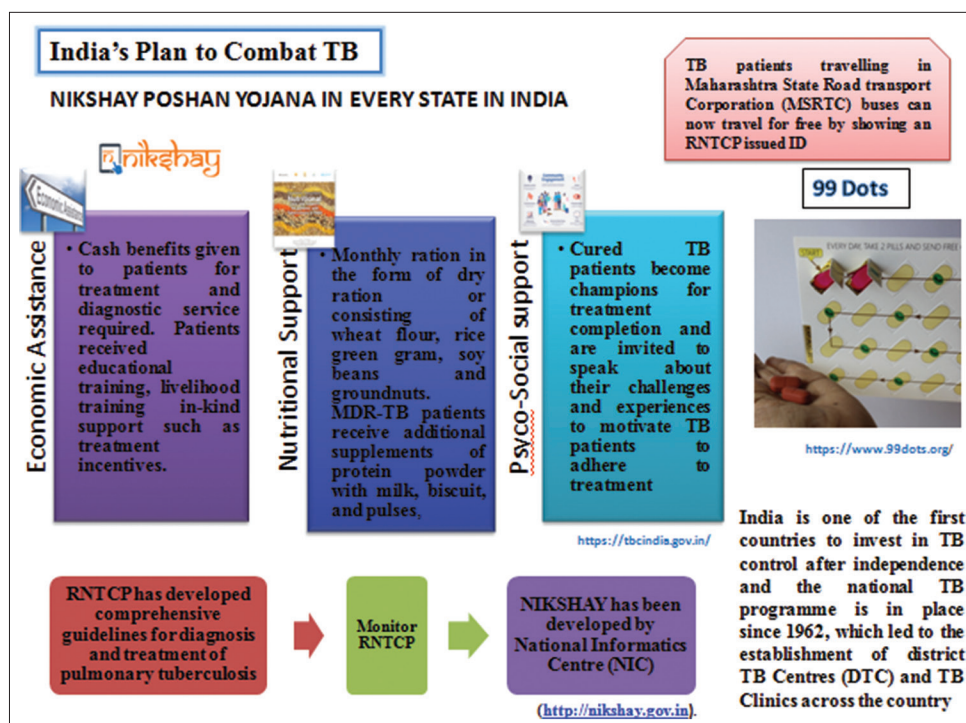 India's Plan to Combat TB
NIKSHAY POSHAN YOJANA IN EVERY STATE IN INDIA
TB patients travelling in
Maharashtra State Road transport
Corporation (MSRTC) buses can
now travel for free by showing an
RNTCP issued ID
nikshay
Economic Assistance
Economic Assistance
• Cash benefits given
to patients for
treatment and
diagnostic service
required. Patients
received
educational
training, livelihood
training in-kind
support such as
treatment
incentives.
Nutritional Support
• Monthly ration in
the form of dry
ration or
consisting of
wheat flour, rice
green gram, soy
beans and
groundnuts.
MDR-TB patients
receive additional
supplements of
protein powder
with milk, biscuit,
and pulses,
Psyco-Social support
• Cured TB
patients become
champions for
treatment
completion and
are invited to
speak about
their challenges
and experiences
to motivate TB
patients to
adhere to
treatment
https://tbcindia.gov.in/
99 Dots
EVERY DAY, TAKE 2 PILLS AND SEND FREE
START
https://www.99dots.org/
India is one of the first
countries to invest in TB
control after independence
and the national TB
programme is in place
since 1962, which led to the
establishment of district
TB Centres (DTC) and TB
Clinics across the country
RNTCP has developed
comprehensive
guidelines for diagnosis
and treatment of
pulmonary tuberculosis
Monitor
RNTCP
NIKSHAY has been
developed by
National Informatics
Centre (NIC)
(http://nikshay.gov.in).